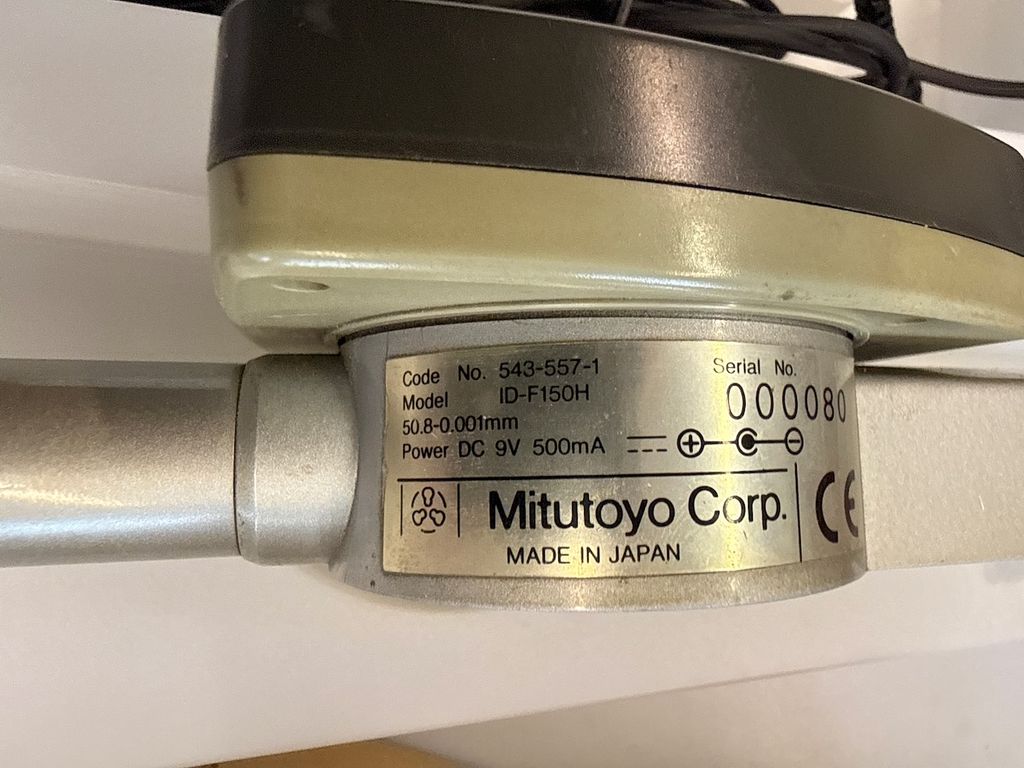 Code No. 543-557-1
Model ID-F150H
50.8-0.001mm
Power DC 9V 500mA
Serial No.
000080
Mitutoyo Corp.
MADE IN JAPAN
CE